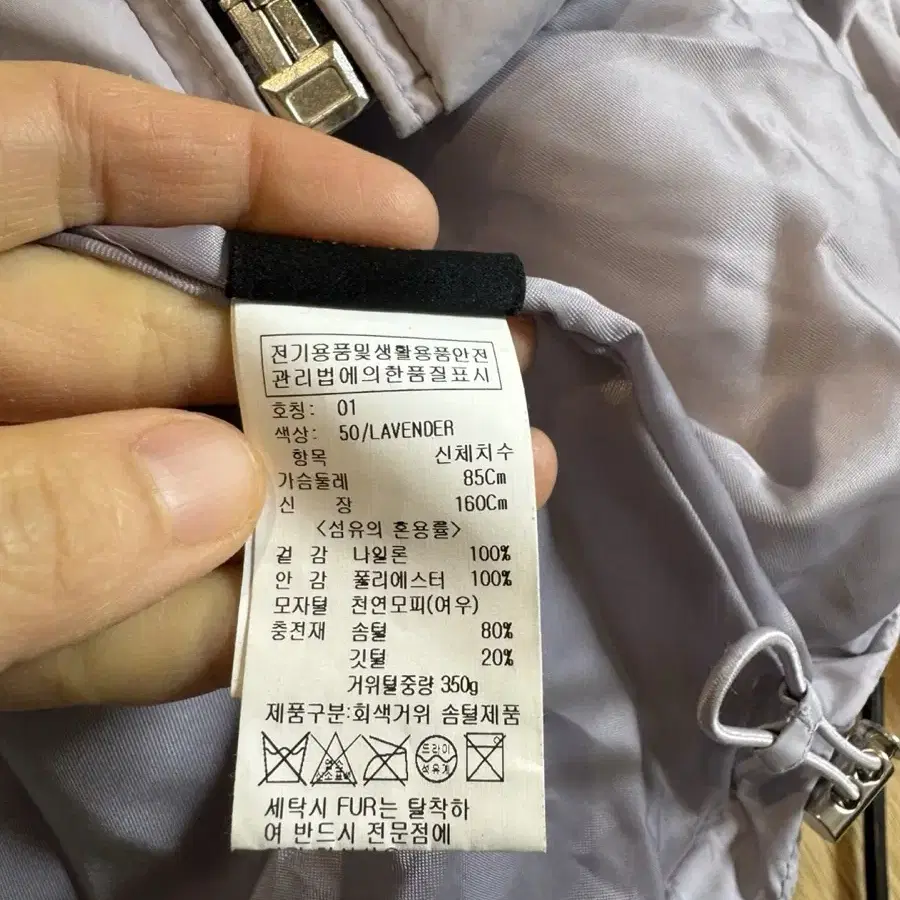 전기용품및생활용품안전
관리법에의한품질표시
호칭: 01
색상: 50/LAVENDER
항목 신체치수
가슴둘레 85Cm
신 장 160Cm
<섬유의 혼용률>
겉 감 나일론 100%
안 감 폴리에스터 100%
모자털 천연모피(여우)
충전재 솜털 80%
깃털 20%
거위털중량 350g
제품구분:회색거위 솜털제품
드라이
석유계
세탁시 FUR는 탈착하
여 반드시 전문점에